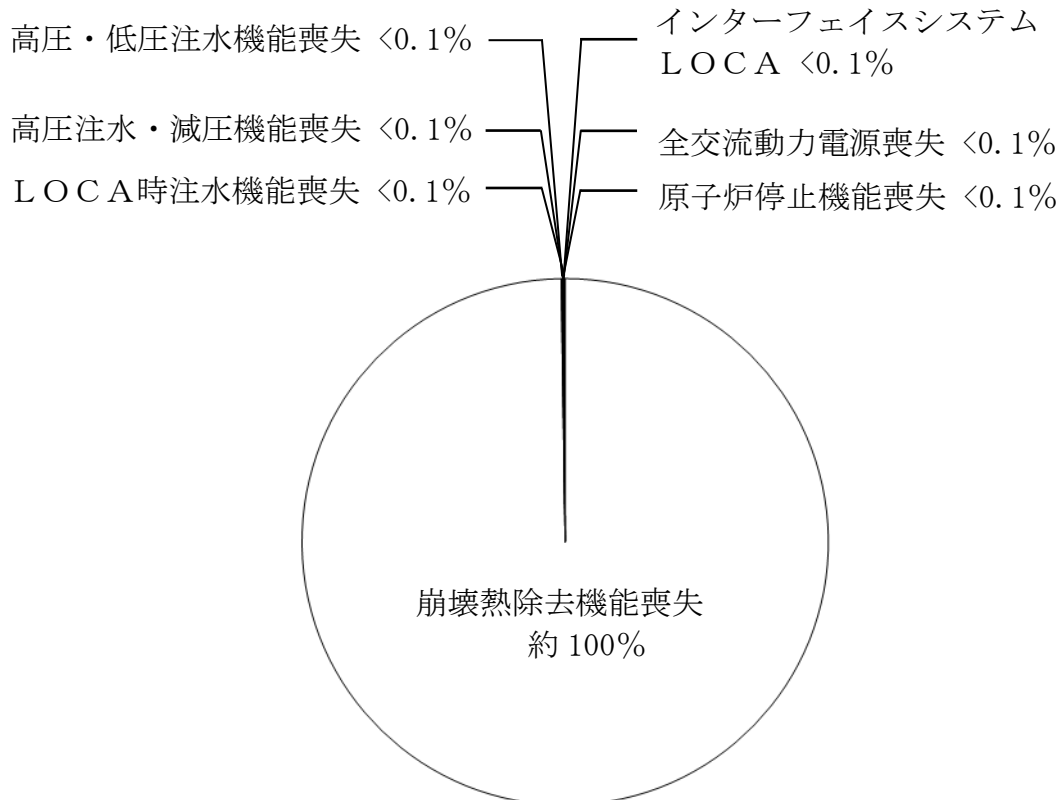 高圧・低圧注水機能喪失 <0.1%
高圧注水・減圧機能喪失 <0.1%
ＬＯＣＡ時注水機能喪失 <0.1%
インターフェイスシステム
ＬＯＣＡ <0.1%
全交流動力電源喪失 <0.1%
原子炉停止機能喪失 <0.1%
崩壊熱除去機能喪失
約 100%